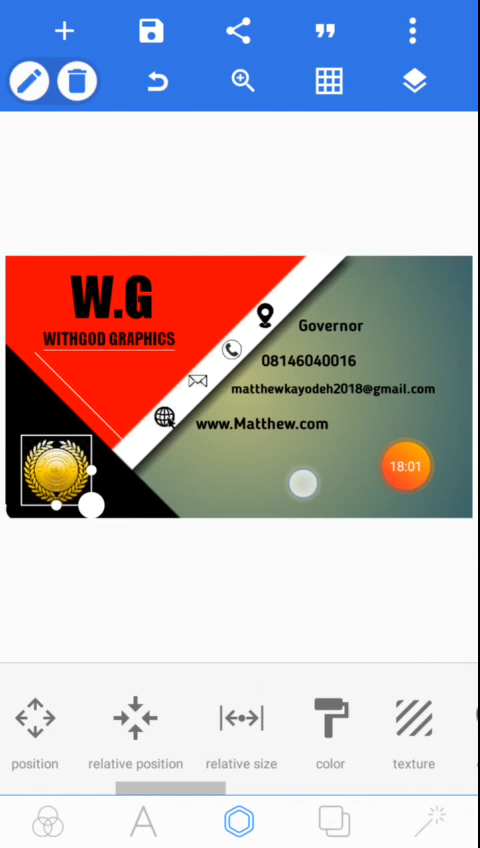 W.G
WITHGOD GRAPHICS
Governor
08146040016
matthewkayodeh2018@gmail.com
www.Matthew.com
18:01
position
relative position
relative size
color
texture